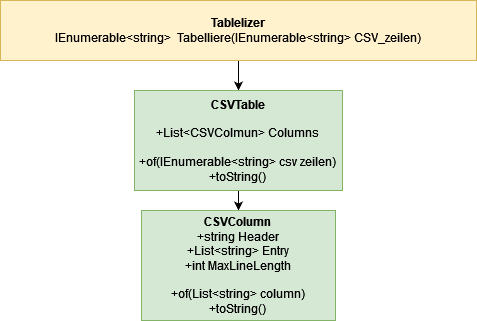 Tablelizer
IEnumerable<string> Tabelliere(IEnumerable<string> CSV_zeilen)
CSVTable
+List<CSVColmun> Columns
+of(IEnumerable<string> csv zeilen)
+toString()
CSVColumn
+string Header
+List<string> Entry
+int MaxLineLength
+of(List<string> column)
+toString()